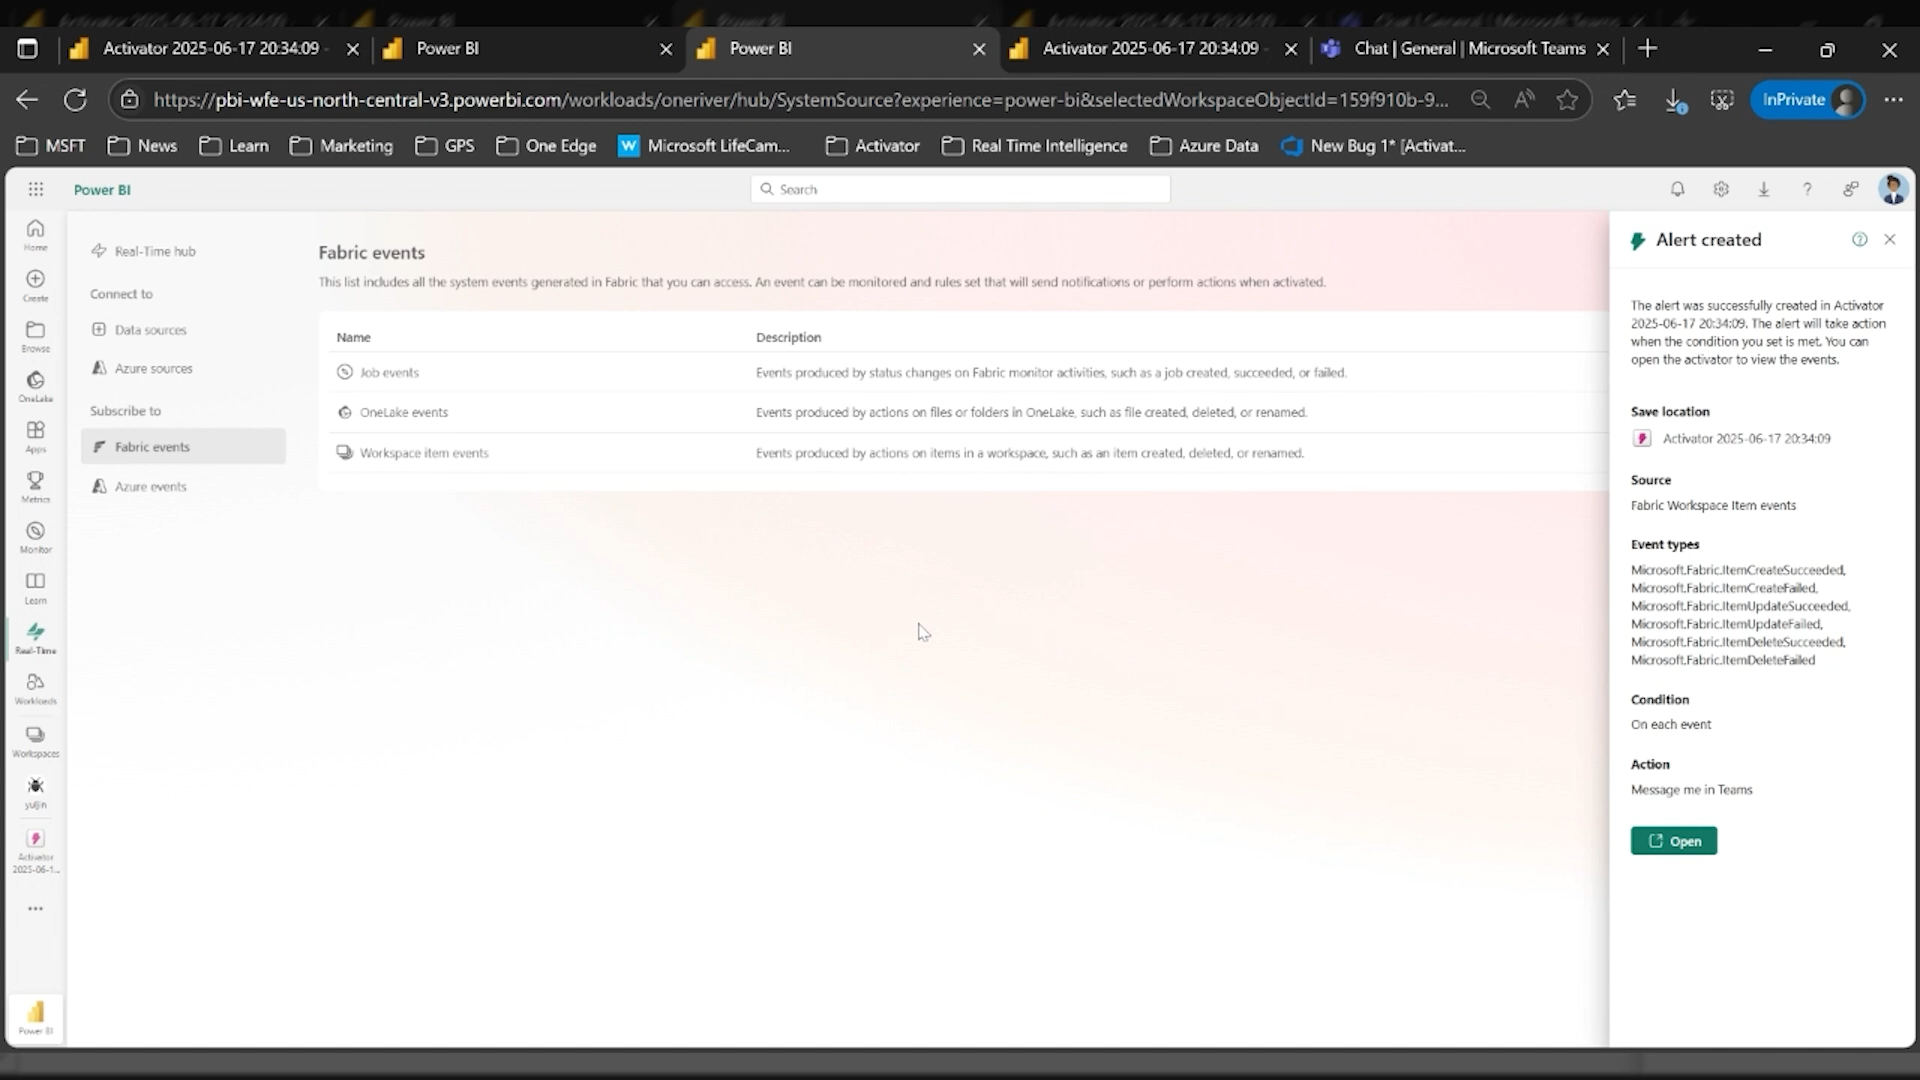 Activator 2025-06-17 20:34:09 -
Power BI
Power BI
Activator 2025-06-17 20:34:09 -
Chat | General | Microsoft Teams
https://pbi-wfe-us-north-central-v3.powerbi.com/workloads/oneriver/hub/SystemSource?experience=power-bi&selectedWorkspaceObjectId=159f910b-9...
InPrivate
MSFT
News
Learn
Marketing
GPS
One Edge
W Microsoft LifeCam...
Activator
Real Time Intelligence
Azure Data
New Bug 1* [Activat...
Power BI
Search
Home
Create
Browse
OneLake
Apps
Metrics
Monitor
Learn
Real-Time
Workloads
Workspaces
yuljin
Activator
2025-06-1...
Power BI
Real-Time hub
Connect to
Data sources
Azure sources
Subscribe to
Fabric events
Azure events
Fabric events
This list includes all the system events generated in Fabric that you can access. An event can be monitored and rules set that will send notifications or perform actions when activated.
Name Description
Job events Events produced by status changes on Fabric monitor activities, such as a job created, succeeded, or failed.
OneLake events Events produced by actions on files or folders in OneLake, such as file created, deleted, or renamed.
Workspace item events Events produced by actions on items in a workspace, such as an item created, deleted, or renamed.
Alert created
The alert was successfully created in Activator
2025-06-17 20:34:09. The alert will take action
when the condition you set is met. You can
open the activator to view the events.
Save location
Activator 2025-06-17 20:34:09
Source
Fabric Workspace Item events
Event types
Microsoft.Fabric.ItemCreateSucceeded,
Microsoft.Fabric.ItemCreateFailed,
Microsoft.Fabric.ItemUpdateSucceeded,
Microsoft.Fabric.ItemUpdateFailed,
Microsoft.Fabric.ItemDeleteSucceeded,
Microsoft.Fabric.ItemDeleteFailed
Condition
On each event
Action
Message me in Teams
Open